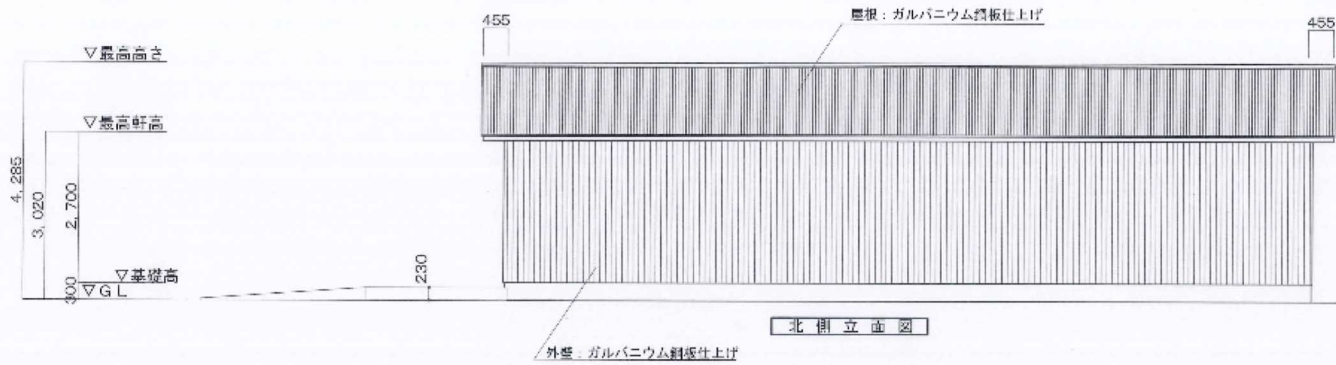 455
屋根：ガルバニウム鋼板仕上げ
455
▽最高高さ
▽最高軒高
4,285
3,020
2,700
▽基礎高
230
300
▽GL
北側立面図
外壁：ガルバニウム鋼板仕上げ